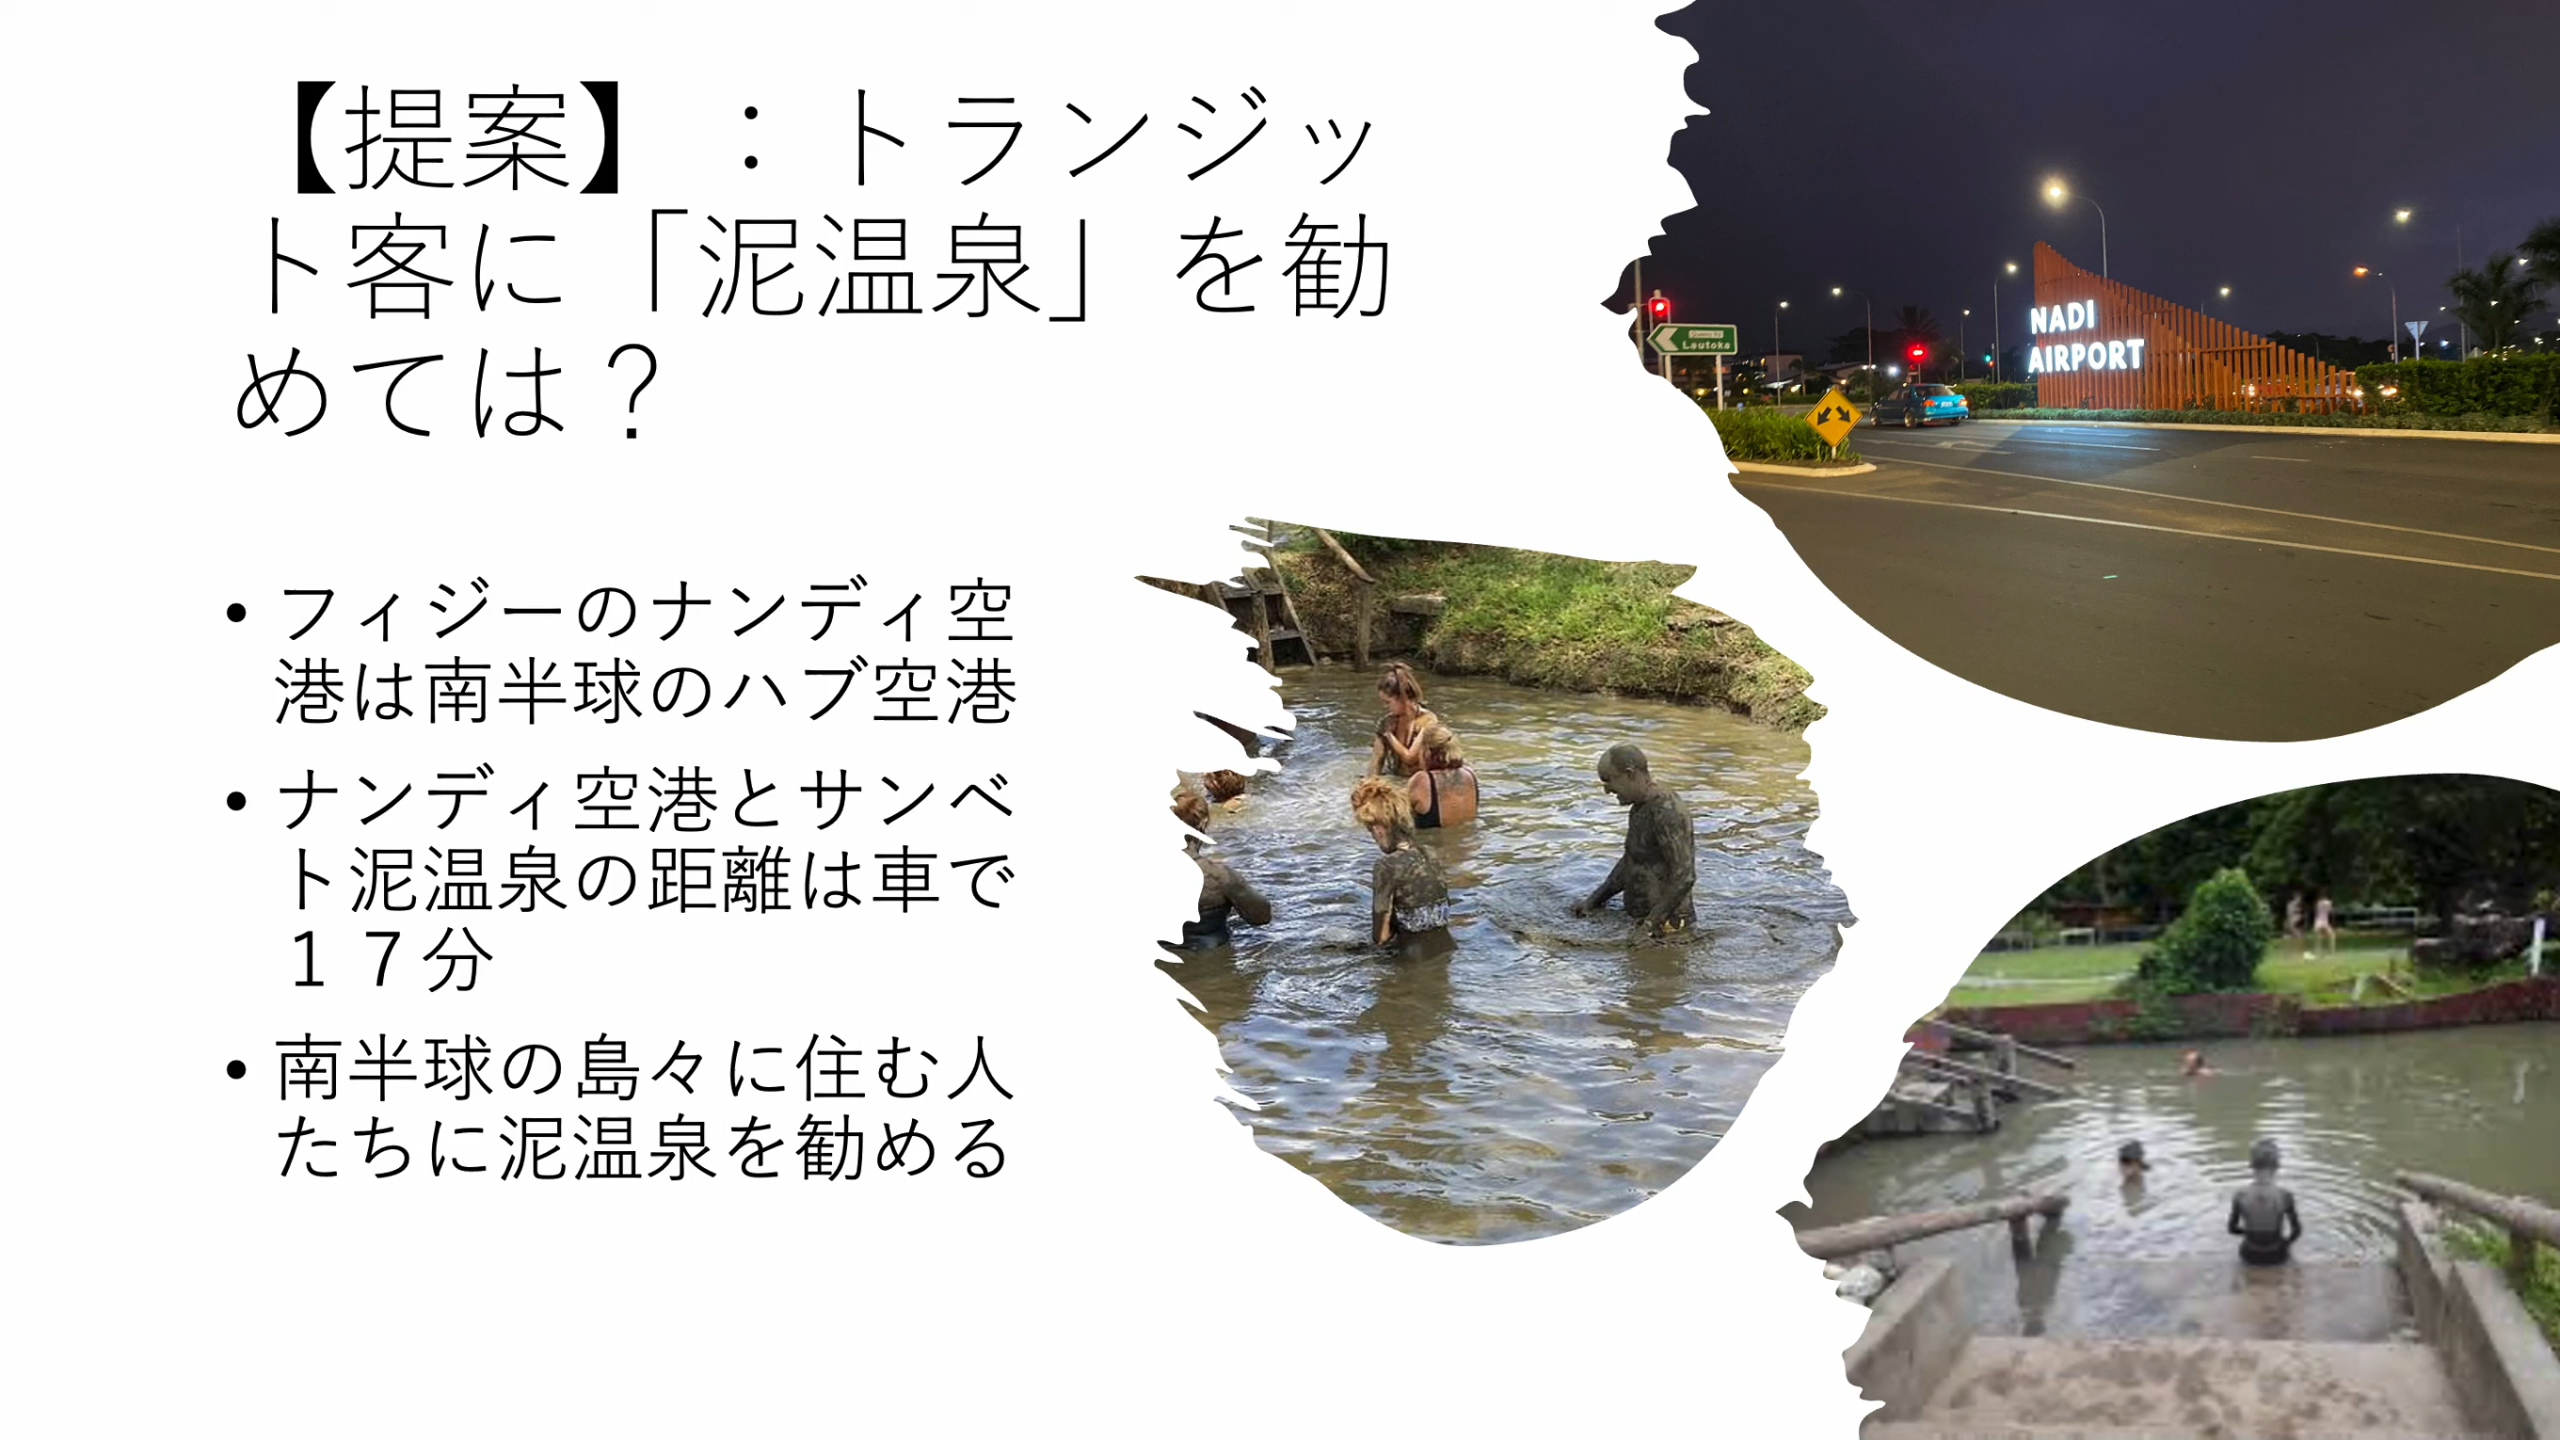 【提案】：トランジッ
ト客に「泥温泉」を勧
めては？
• フィジーのナンディ空
港は南半球のハブ空港
• ナンディ空港とサンベ
ト泥温泉の距離は車で
１７分
• 南半球の島々に住む人
たちに泥温泉を勧める
NADI
AIRPORT
Lautoka